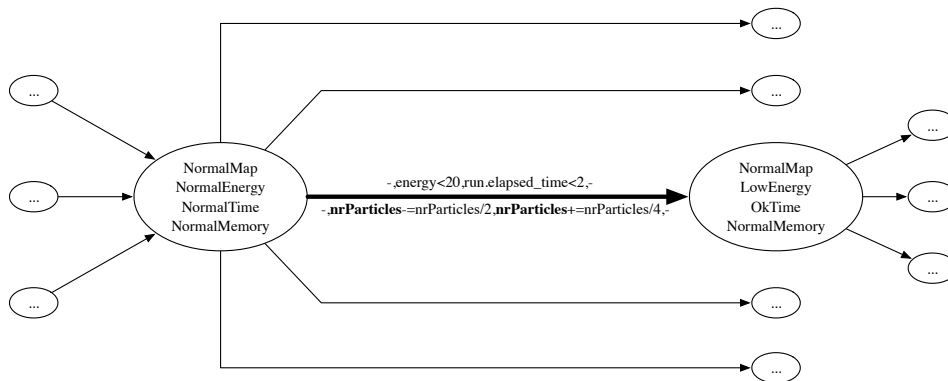 ...
...
...
...
...
...
NormalMap
NormalEnergy
NormalTime
NormalMemory
-,energy<20,run.elapsed_time<2,-
-,nrParticles-=nrParticles/2,nrParticles+=nrParticles/4,-
NormalMap
LowEnergy
OkTime
NormalMemory
...
...
...
...